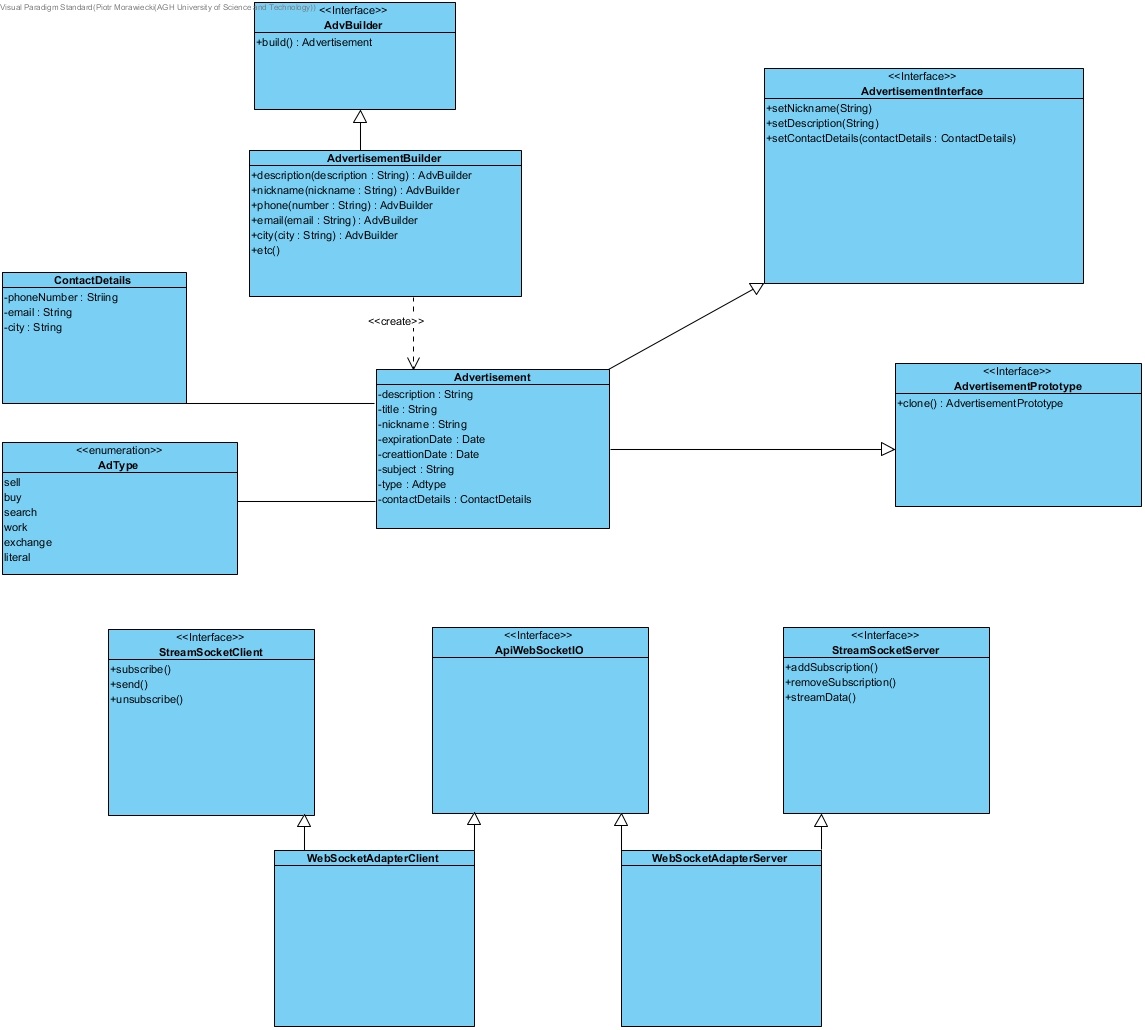 Visual Paradigm Standard(Piotr Morawiecki(AGH University of Science and Technology))
<<Interface>>
AdvBuilder
+build() : Advertisement
<<Interface>>
AdvertisementInterface
+setNickname(String)
+setDescription(String)
+setContactDetails(contactDetails : ContactDetails)
AdvertisementBuilder
+description(description : String) : AdvBuilder
+nickname(nickname : String) : AdvBuilder
+phone(number : String) : AdvBuilder
+email(email : String) : AdvBuilder
+city(city : String) : AdvBuilder
+etc()
ContactDetails
-phoneNumber : Striing
-email : String
-city : String
<<create>>
Advertisement
-description : String
-title : String
-nickname : String
-expirationDate : Date
-creattionDate : Date
-subject : String
-type : Adtype
-contactDetails : ContactDetails
<<Interface>>
AdvertisementPrototype
+clone() : AdvertisementPrototype
<<enumeration>>
AdType
sell
buy
search
work
exchange
literal
<<Interface>>
StreamSocketClient
+subscribe()
+send()
+unsubscribe()
<<Interface>>
ApiWebSocketIO
<<Interface>>
StreamSocketServer
+addSubscription()
+removeSubscription()
+streamData()
WebSocketAdapterClient
WebSocketAdapterServer